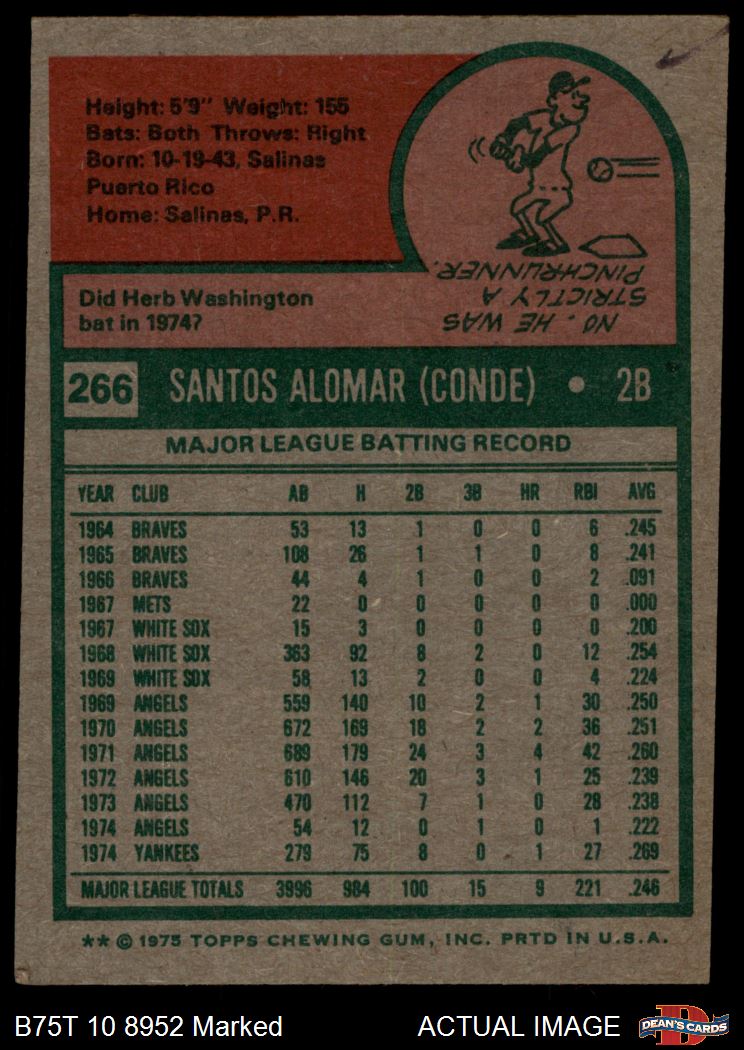 Height: 5'9" Weight: 155
Bats: Both Throws: Right
Born: 10-19-43, Salinas
Puerto Rico
Home: Salinas, P.R.
Did Herb Washington
bat in 1974?
NO. HE WAS
STRICTLY A
PINCHRUNNER.
266 SANTOS ALOMAR (CONDE) • 2B
MAJOR LEAGUE BATTING RECORD
YEAR CLUB AB H 2B 3B HR RBI AVG
1964 BRAVES 53 13 1 0 0 6 .245
1965 BRAVES 108 26 1 1 0 8 .241
1966 BRAVES 44 4 1 0 0 2 .091
1967 METS 22 0 0 0 0 0 .000
1967 WHITE SOX 15 3 0 0 0 0 .200
1968 WHITE SOX 363 92 8 2 0 12 .254
1969 WHITE SOX 58 13 2 0 0 4 .224
1969 ANGELS 559 140 10 2 1 30 .250
1970 ANGELS 672 169 18 2 2 36 .251
1971 ANGELS 689 179 24 3 4 42 .260
1972 ANGELS 610 146 20 3 1 25 .239
1973 ANGELS 470 112 7 1 0 28 .238
1974 ANGELS 54 12 0 1 0 1 .222
1974 YANKEES 279 75 8 0 1 27 .269
MAJOR LEAGUE TOTALS 3996 984 100 15 9 221 .246
** © 1975 TOPPS CHEWING GUM, INC. PRTD IN U.S.A.
B75T 10 8952 Marked ACTUAL IMAGE DEAN'S CARDS